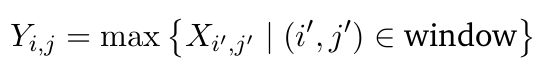 Y_{i,j} = max { X_{i′,j′} | (i′, j′) ∈ window }